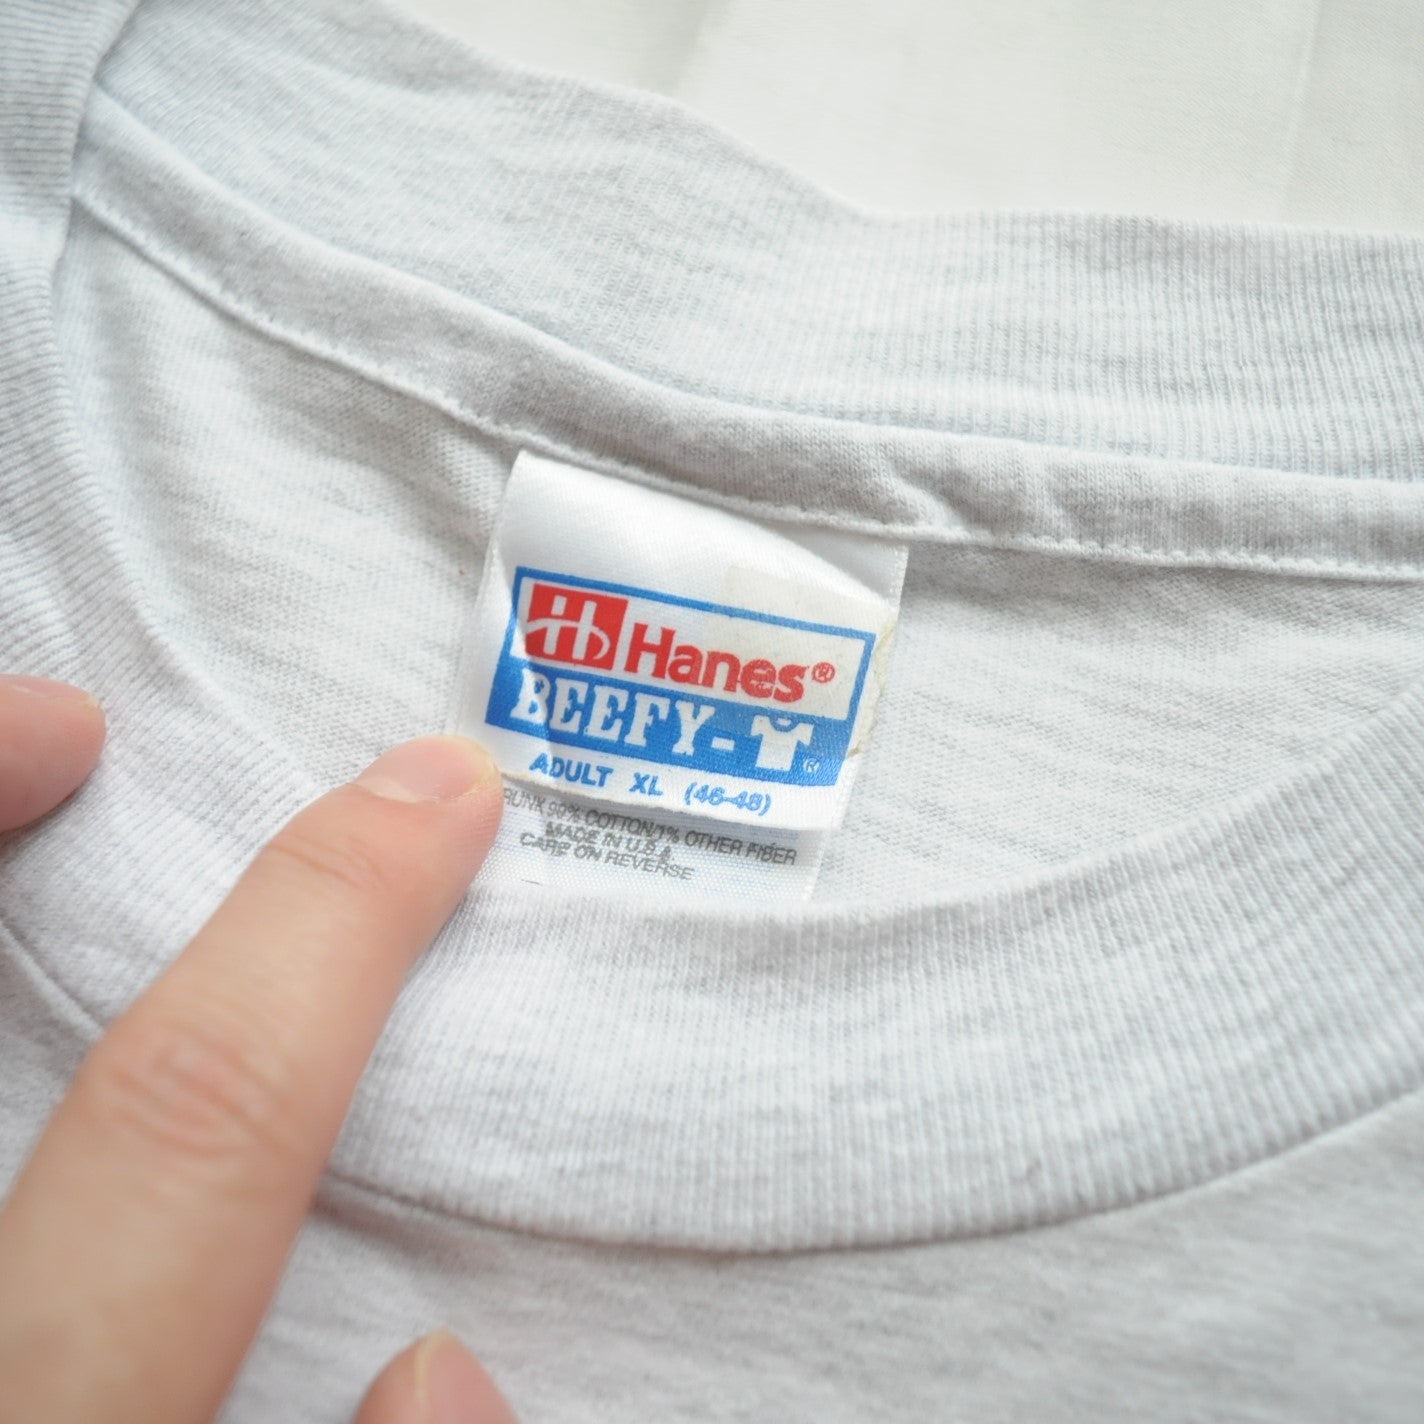 Hanes®
BEEFY-T®
ADULT XL (46-48)
99% COTTON/1% OTHER FIBER
MADE IN U.S.A.
CARE ON REVERSE